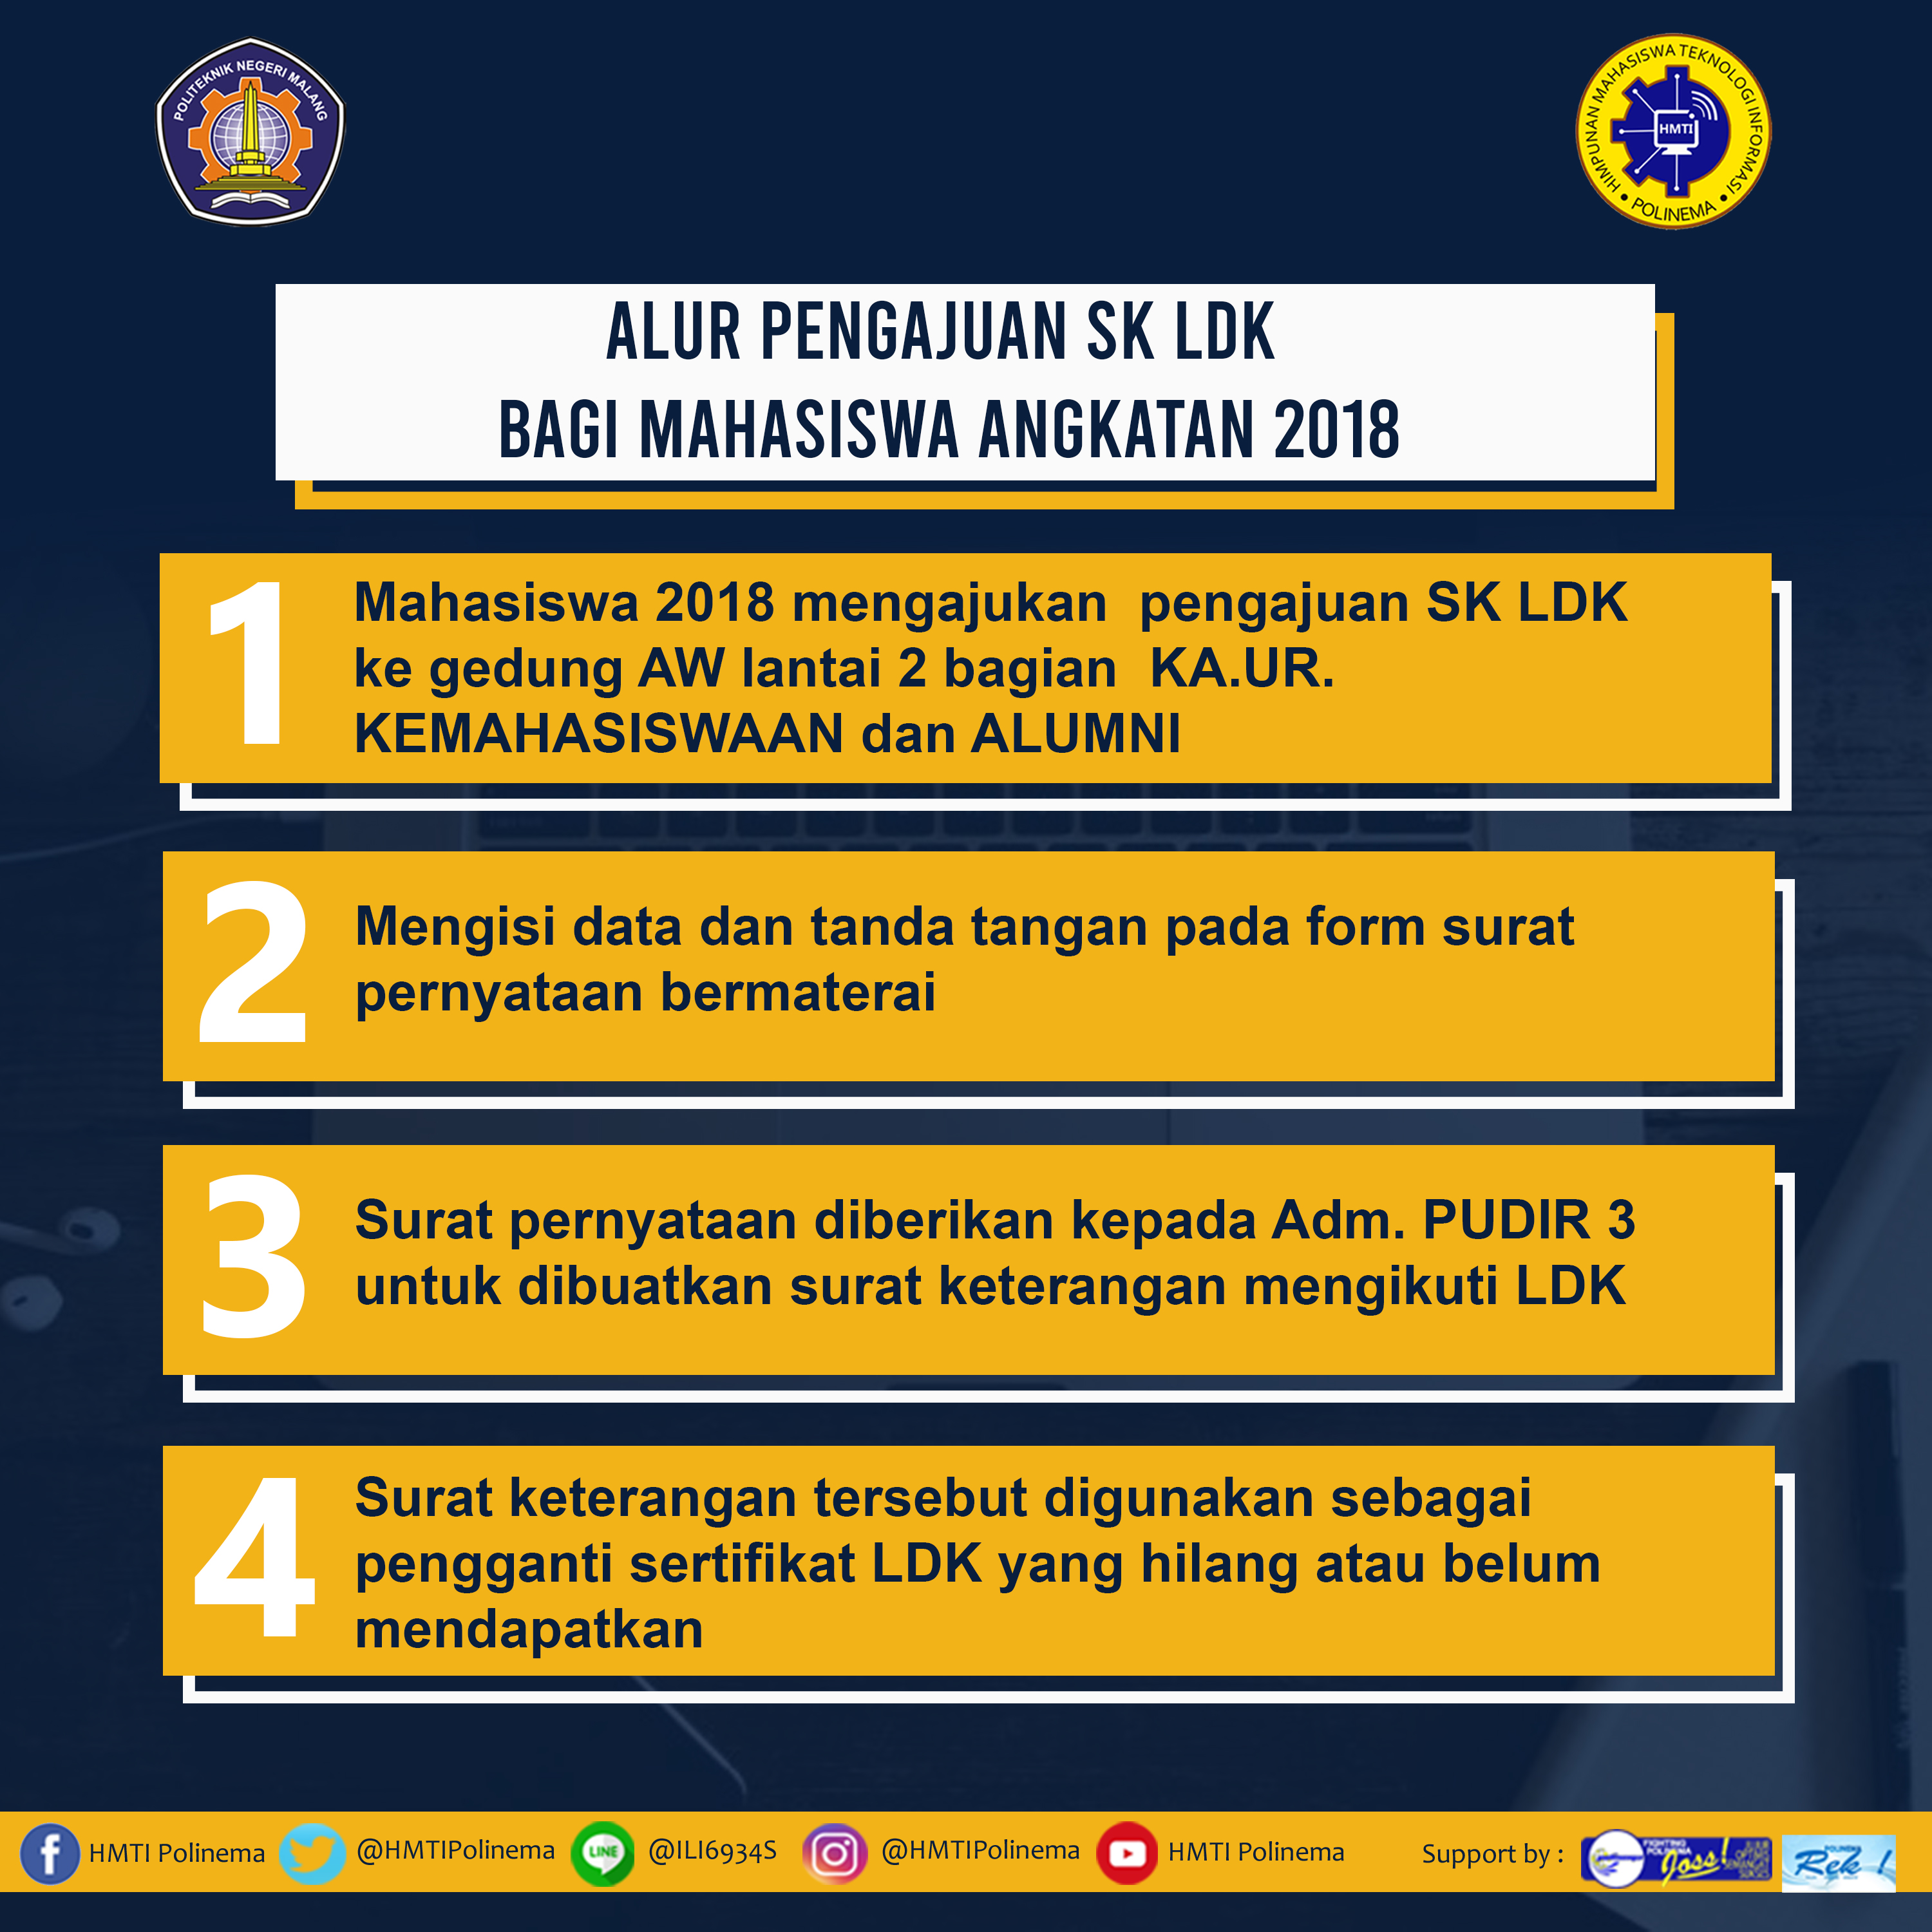 POLITEKNIK NEGERI MALANG
HIMPUNAN MAHASISWA TEKNOLOGI INFORMASI
HMTI
• POLINEMA •
ALUR PENGAJUAN SK LDK
BAGI MAHASISWA ANGKATAN 2018
1
Mahasiswa 2018 mengajukan pengajuan SK LDK
ke gedung AW lantai 2 bagian KA.UR.
KEMAHASISWAAN dan ALUMNI
2
Mengisi data dan tanda tangan pada form surat
pernyataan bermaterai
3
Surat pernyataan diberikan kepada Adm. PUDIR 3
untuk dibuatkan surat keterangan mengikuti LDK
4
Surat keterangan tersebut digunakan sebagai
pengganti sertifikat LDK yang hilang atau belum
mendapatkan
HMTI Polinema
@HMTIPolinema
LINE
@ILI6934S
@HMTIPolinema
HMTI Polinema
Support by :
FIGHTING
POLINEMA
Joss!
POLINEMA
Rek !